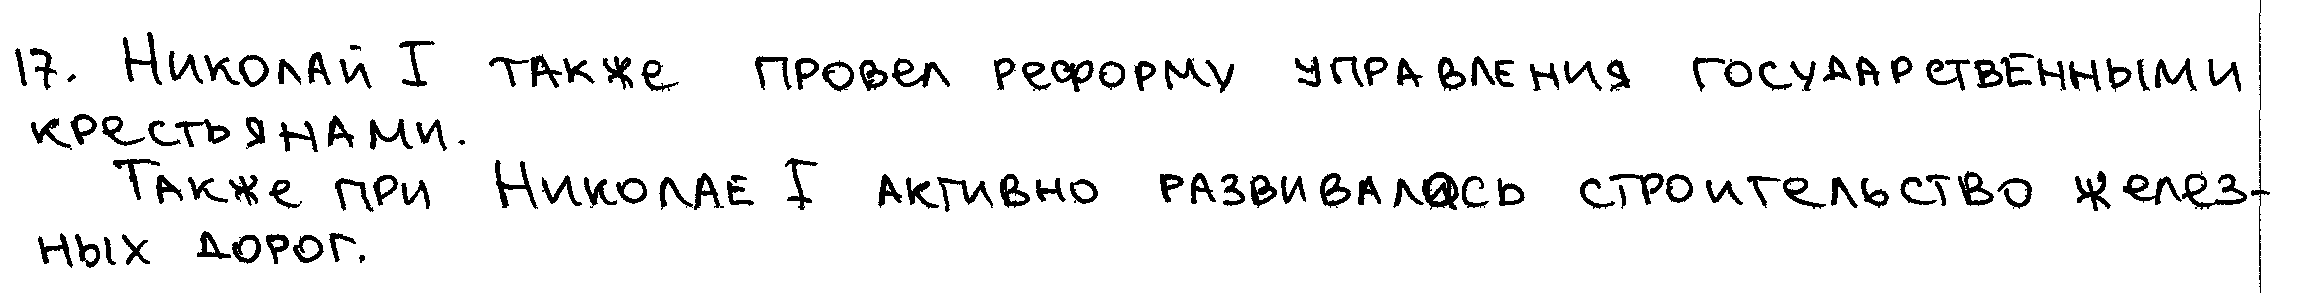 17. Николай I также провел реформу управления государственными
крестьянами.
Также при Николае I активно развивалось строительство желез-
ных дорог.